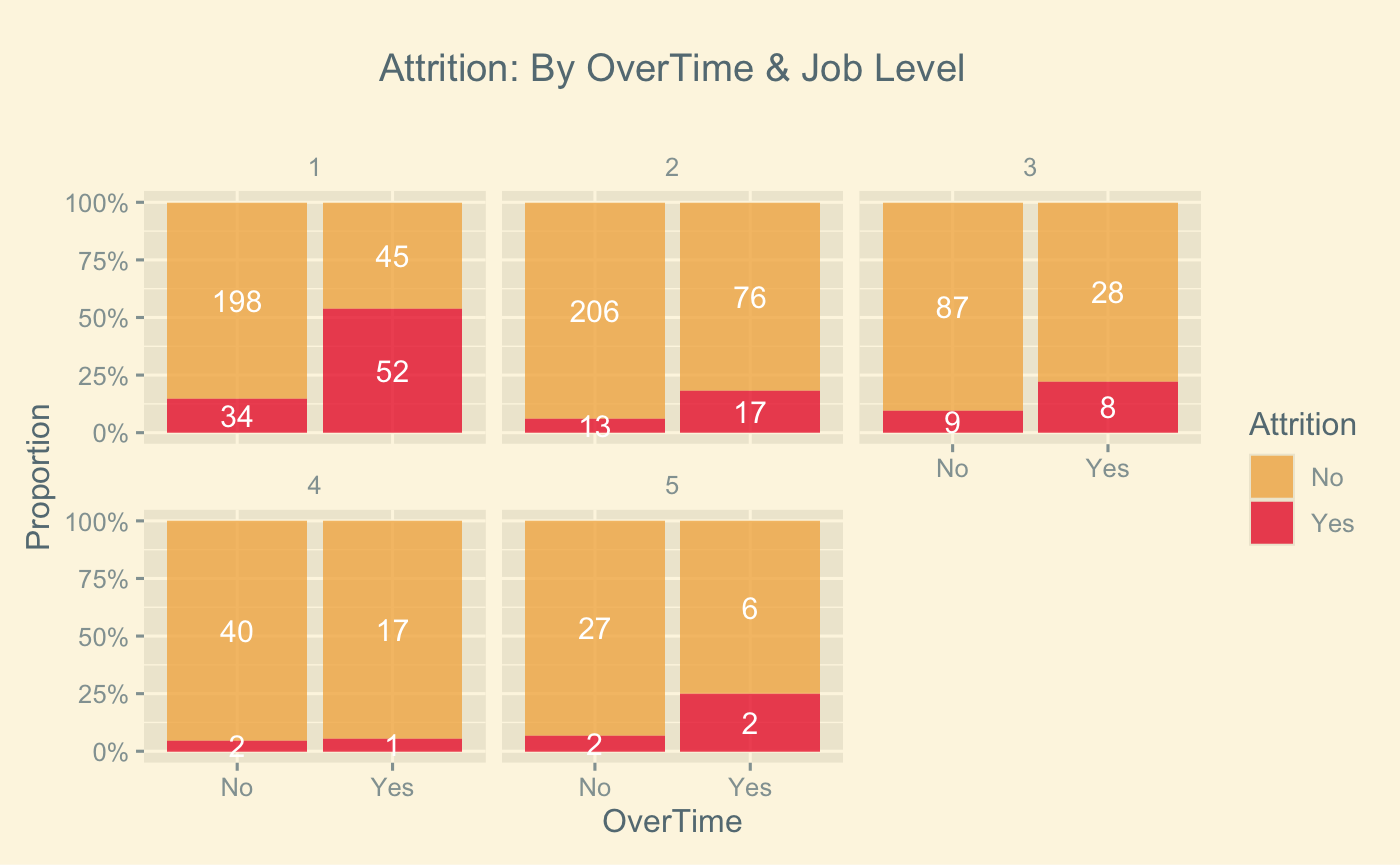 Attrition: By OverTime & Job Level
1 2 3
100%
75%
50%
25%
0%
198 45 206 76 87 28
34 52 13 17 9 8
No Yes
4 5
100%
75%
50%
25%
0%
40 17 27 6
2 1 2 2
No Yes No Yes
OverTime
Proportion
Attrition
No
Yes